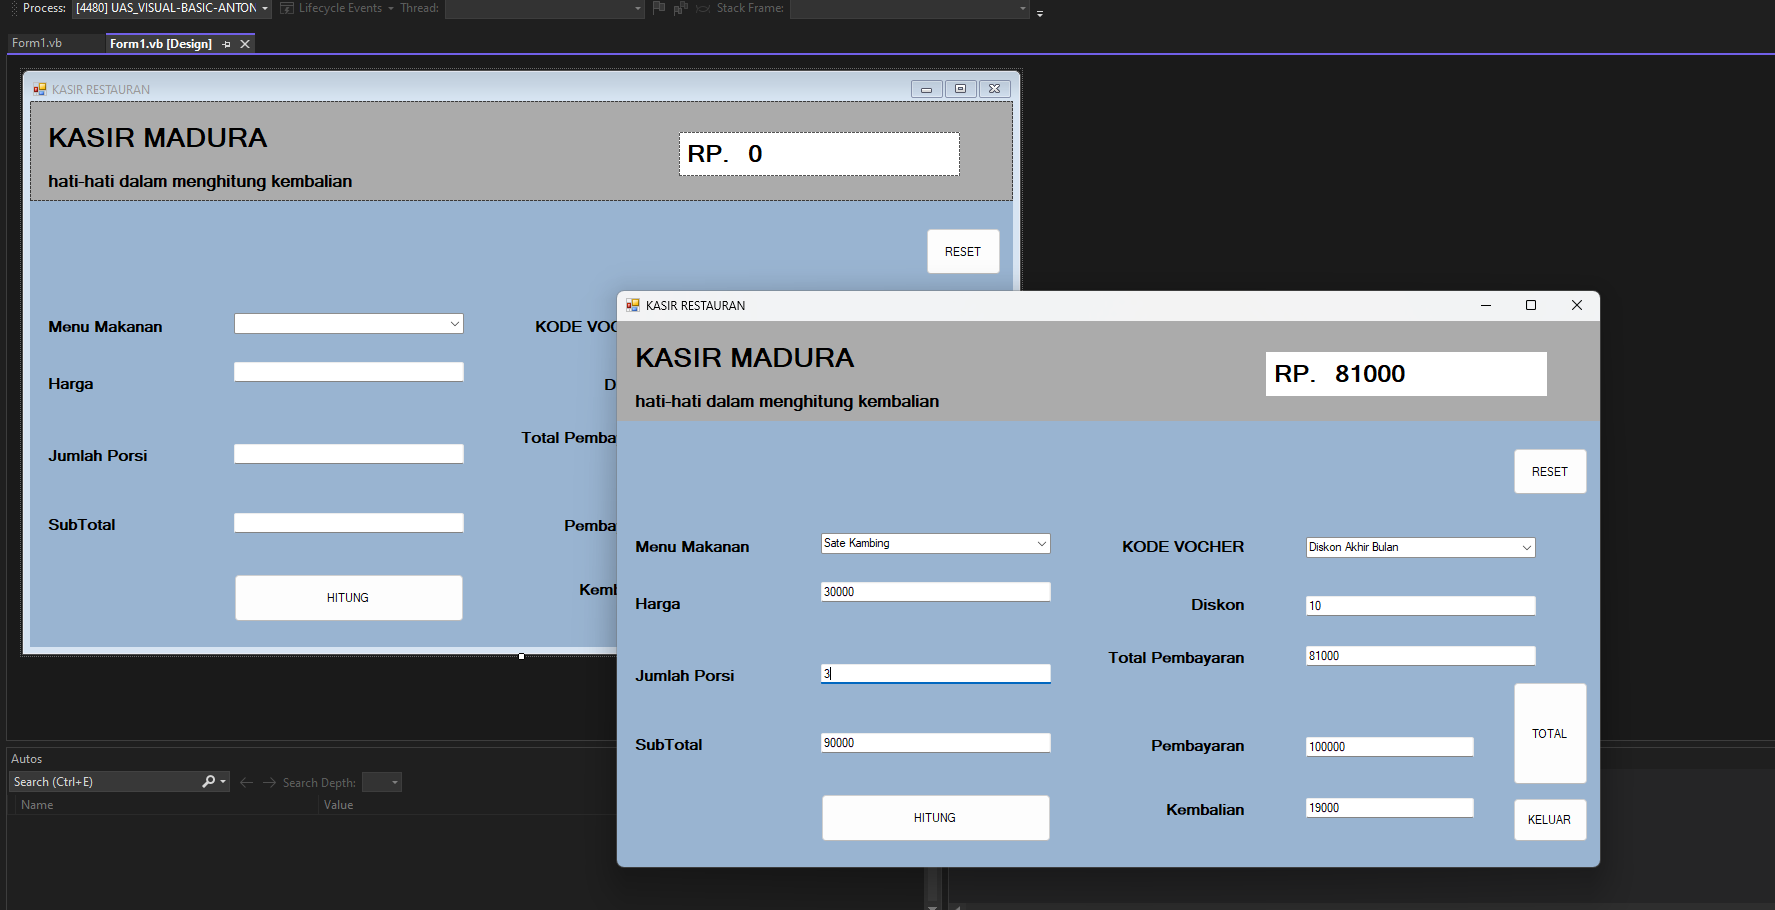 Process: [4480] UAS_VISUAL-BASIC-ANTON Lifecycle Events Thread: Stack Frame:
Form1.vb Form1.vb [Design]
KASIR RESTAURAN
KASIR MADURA
RP. 0
hati-hati dalam menghitung kembalian
RESET
Menu Makanan
KODE VOC
Harga
D
Total Pemba
Jumlah Porsi
SubTotal
Pemba
Kemb
HITUNG
KASIR RESTAURAN
KASIR MADURA
RP. 81000
hati-hati dalam menghitung kembalian
RESET
Menu Makanan Sate Kambing
KODE VOCHER Diskon Akhir Bulan
Harga 30000
Diskon 10
Total Pembayaran 81000
Jumlah Porsi 3
SubTotal 90000
Pembayaran 100000
TOTAL
Kembalian 19000
HITUNG
KELUAR
Autos
Search (Ctrl+E) Search Depth:
Name Value